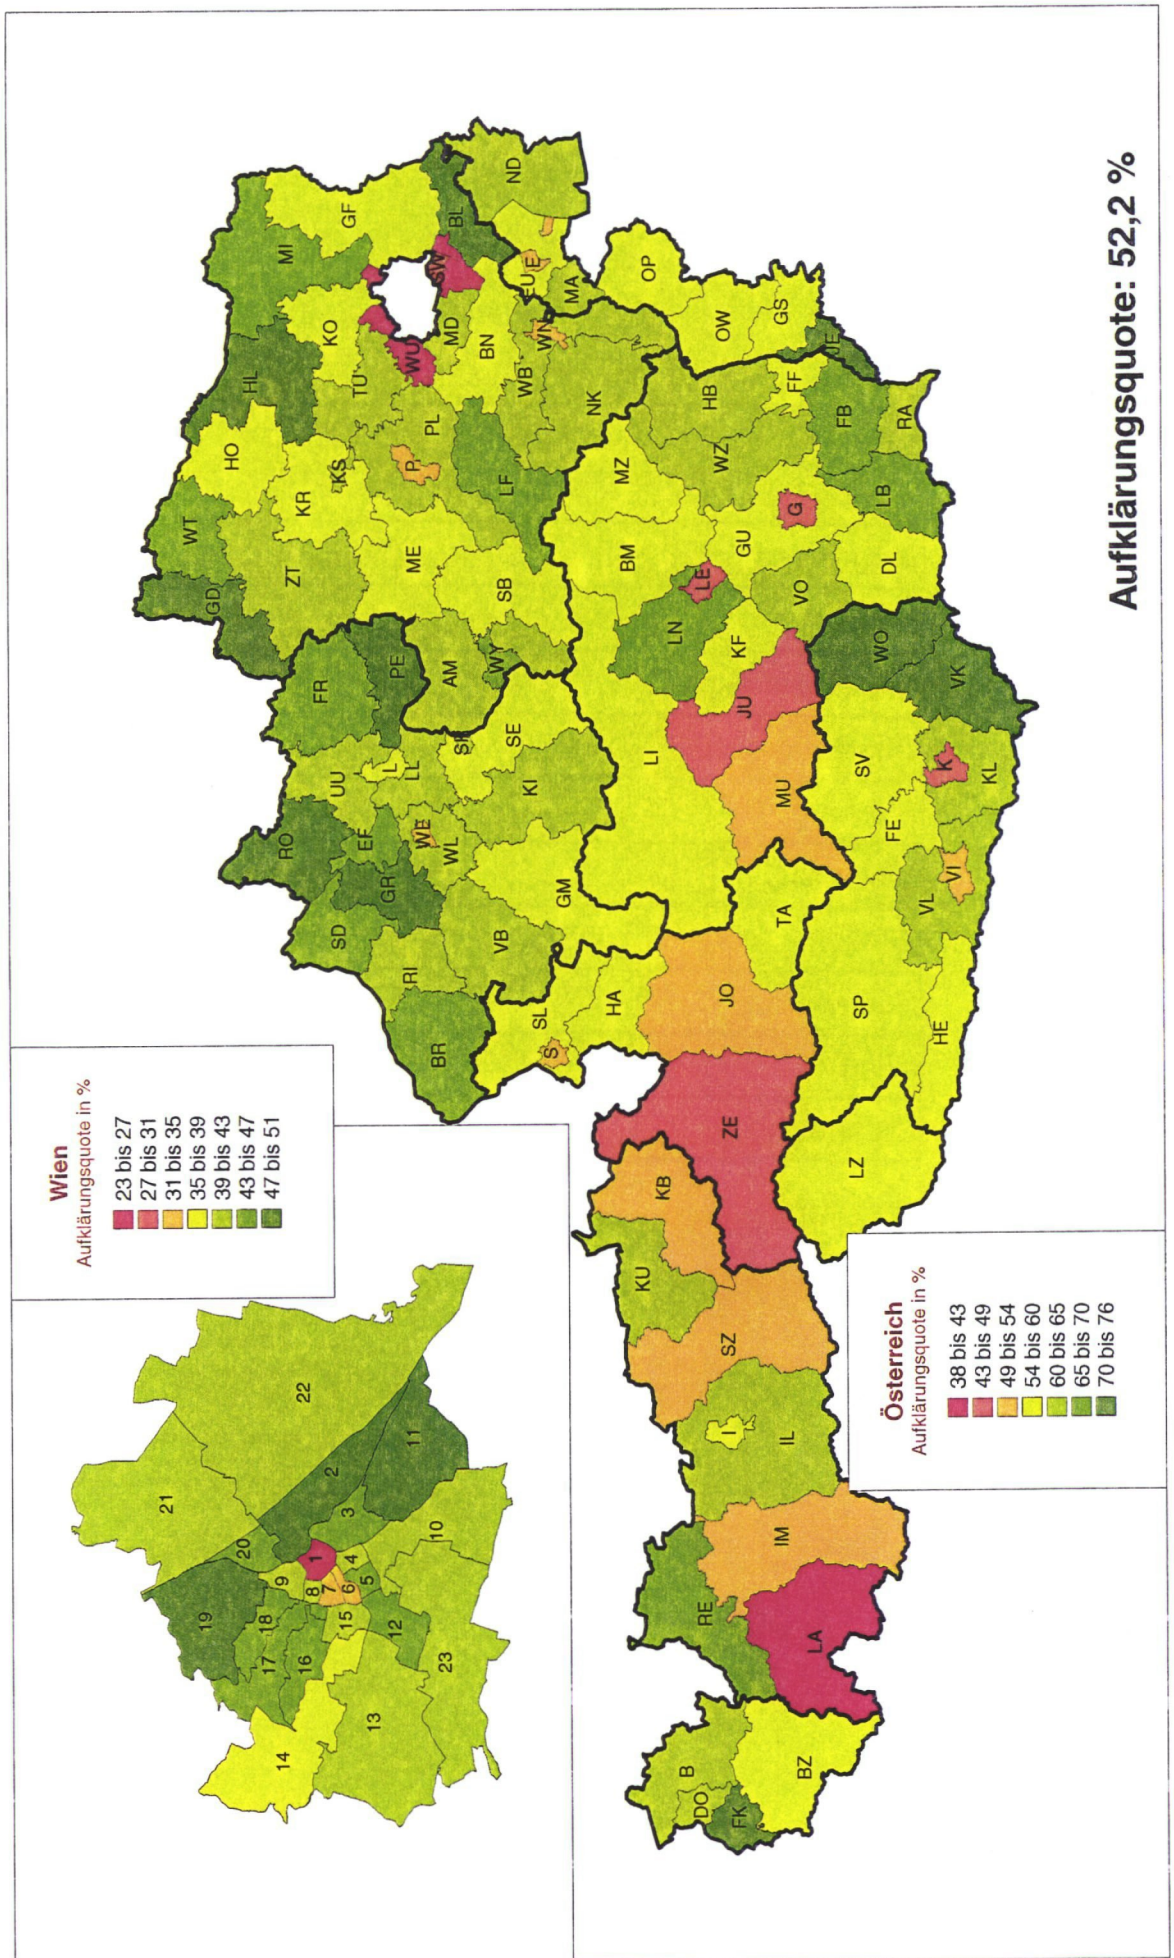 Wien
Aufklärungsquote in %
23 bis 27
27 bis 31
31 bis 35
35 bis 39
39 bis 43
43 bis 47
47 bis 51
21
22
20
19
2
11
3
1
9
18
17
8
7
6
4
5
10
16
15
12
14
13
23
WT
GD
HO
HL
MI
GF
ZT
KR
KS
KO
TU
FR
PE
ME
P
PL
WU
SW
BL
ND
RO
UU
L
LL
AM
WY
SB
LF
MD
BN
WB
WN
EU
E
MA
SD
EF
GR
WE
WL
SE
KI
NK
OP
RI
BR
VB
GM
SL
S
HA
LI
BM
MZ
WZ
HB
OW
GS
JE
FF
FB
RA
LN
LE
GU
G
KF
VO
LB
DL
JU
MU
TA
JO
ZE
KB
KU
SZ
I
IL
IM
RE
LA
B
DO
FK
BZ
WO
VK
SV
K
KL
FE
VI
VL
SP
HE
LZ
Österreich
Aufklärungsquote in %
38 bis 43
43 bis 49
49 bis 54
54 bis 60
60 bis 65
65 bis 70
70 bis 76
Aufklärungsquote: 52,2 %